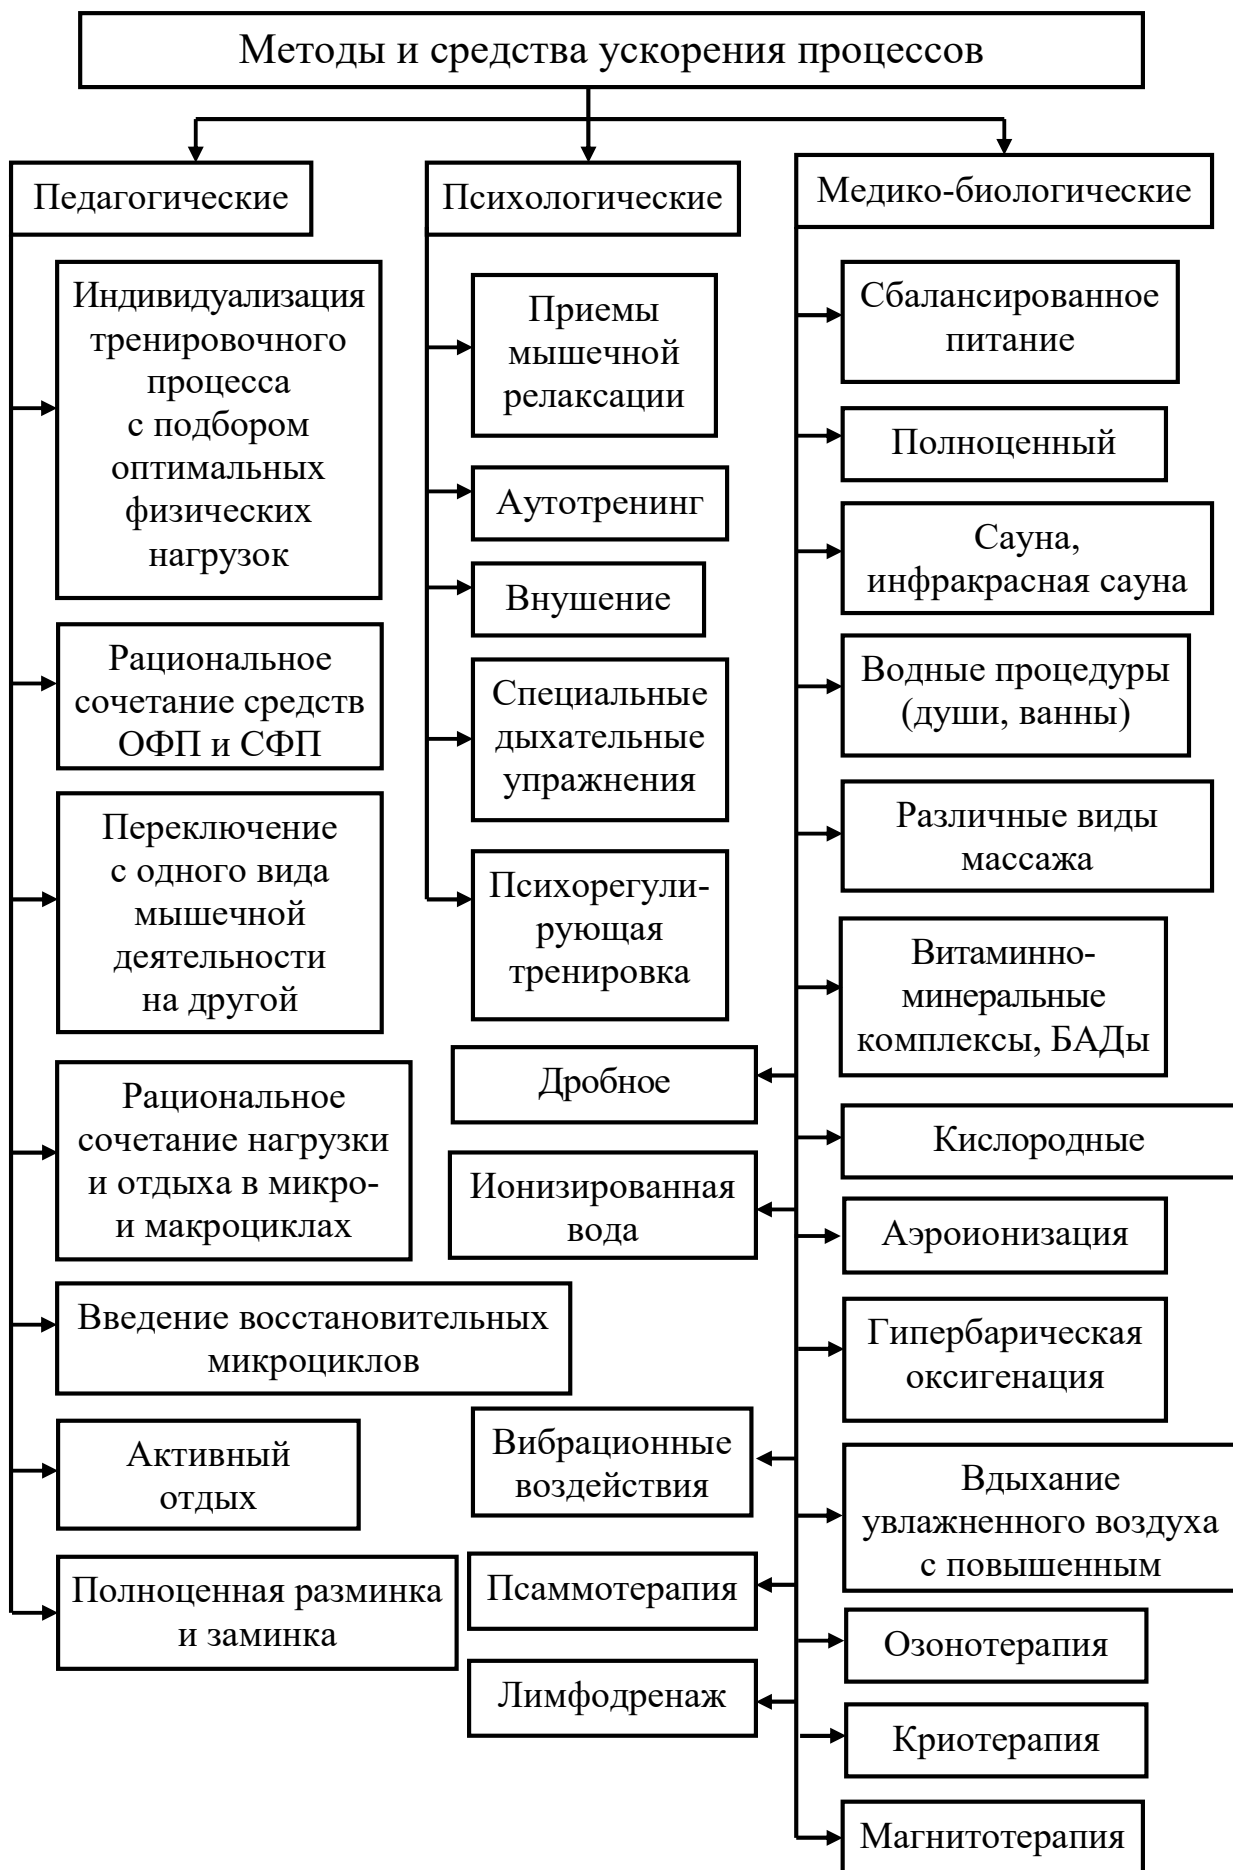 Методы и средства ускорения процессов
Педагогические
Индивидуализация
тренировочного
процесса
с подбором
оптимальных
физических
нагрузок
Рациональное
сочетание средств
ОФП и СФП
Переключение
с одного вида
мышечной
деятельности
на другой
Рациональное
сочетание нагрузки
и отдыха в микро-
и макроциклах
Введение восстановительных
микроциклов
Активный
отдых
Полноценная разминка
и заминка
Психологические
Приемы
мышечной
релаксации
Аутотренинг
Внушение
Специальные
дыхательные
упражнения
Психорегули-
рующая
тренировка
Медико-биологические
Сбалансированное
питание
Полноценный
Сауна,
инфракрасная сауна
Водные процедуры
(души, ванны)
Различные виды
массажа
Витаминно-
минеральные
комплексы, БАДы
Дробное
Кислородные
Ионизированная
вода
Аэроионизация
Гипербарическая
оксигенация
Вибрационные
воздействия
Вдыхание
увлажненного воздуха
с повышенным
Псаммотерапия
Озонотерапия
Лимфодренаж
Криотерапия
Магнитотерапия